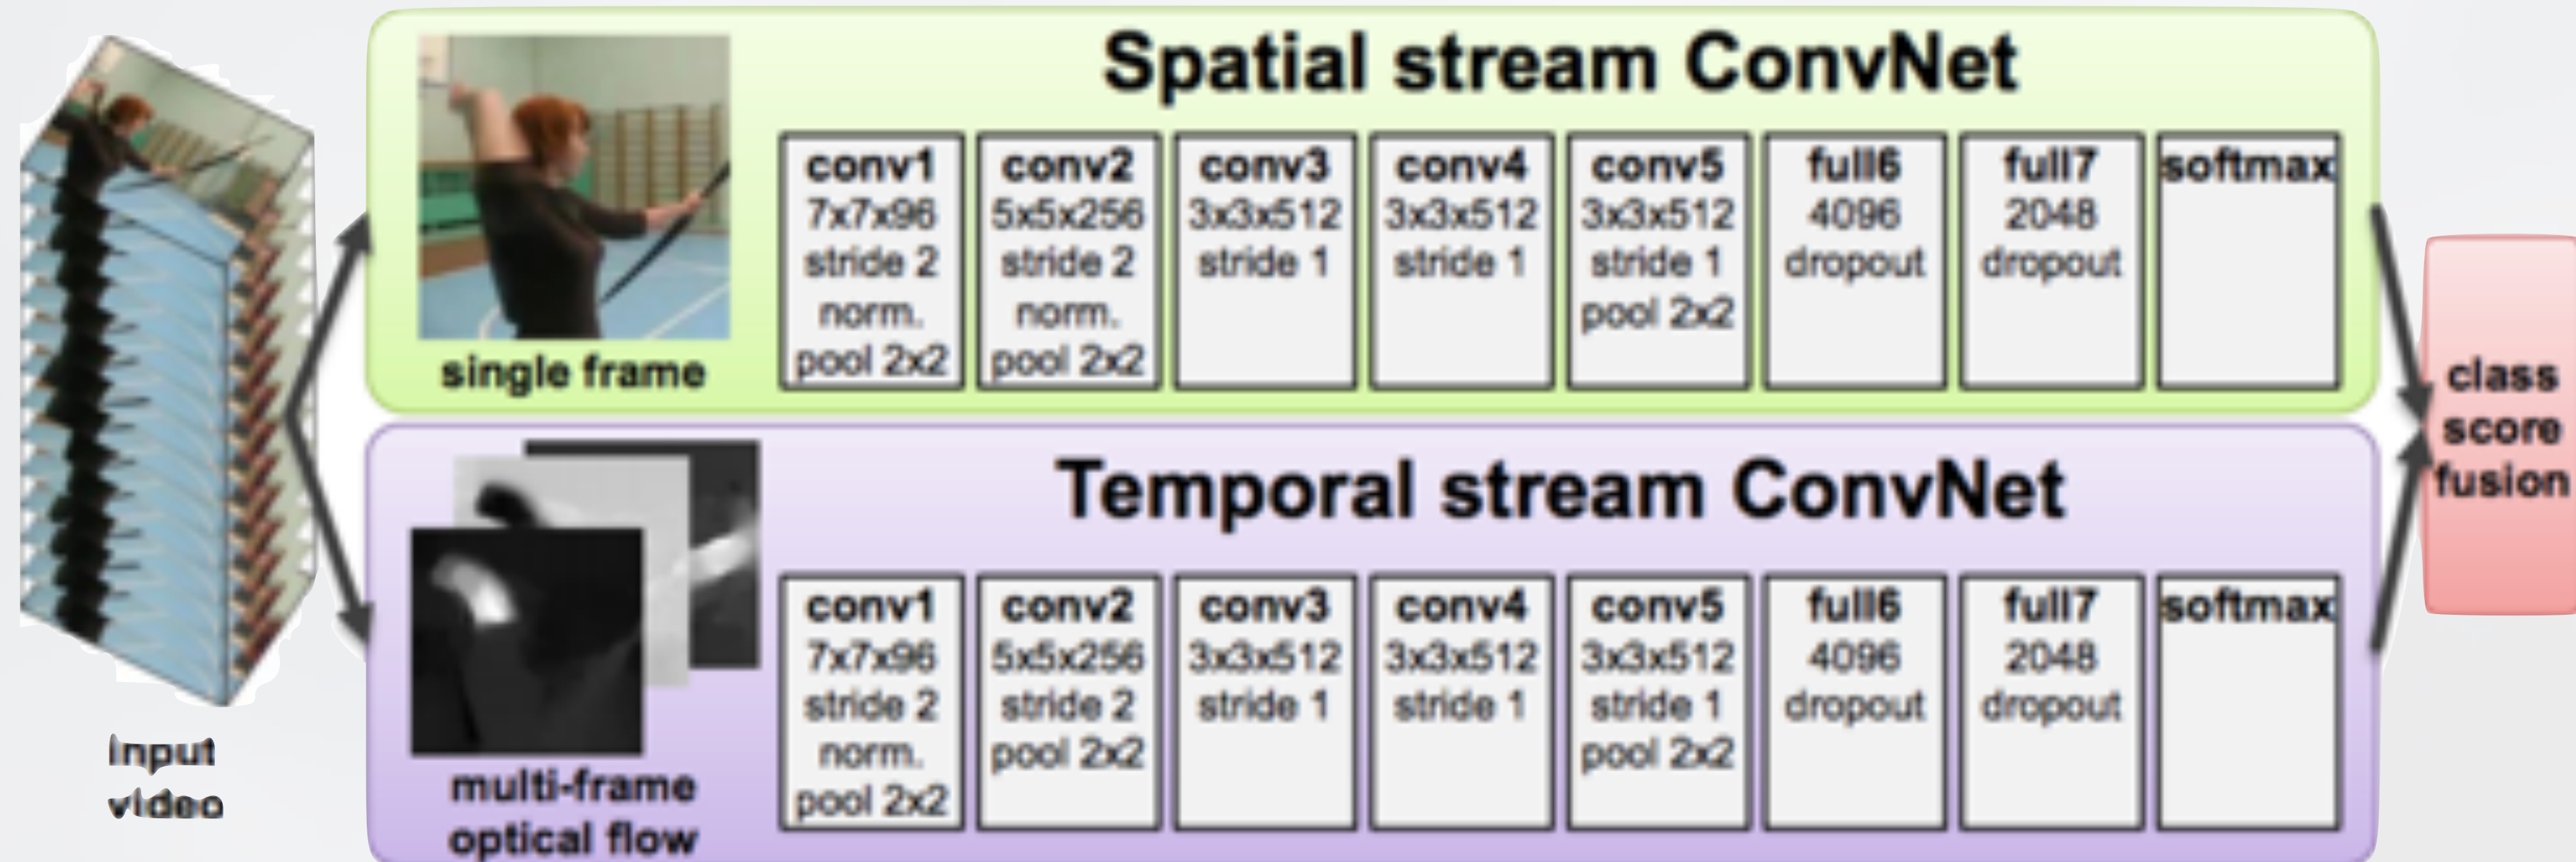 Spatial stream ConvNet
single frame
conv1
7x7x96
stride 2
norm.
pool 2x2
conv2
5x5x256
stride 2
norm.
pool 2x2
conv3
3x3x512
stride 1
conv4
3x3x512
stride 1
conv5
3x3x512
stride 1
pool 2x2
full6
4096
dropout
full7
2048
dropout
softmax
Temporal stream ConvNet
input
video
multi-frame
optical flow
conv1
7x7x96
stride 2
norm.
pool 2x2
conv2
5x5x256
stride 2
pool 2x2
conv3
3x3x512
stride 1
conv4
3x3x512
stride 1
conv5
3x3x512
stride 1
pool 2x2
full6
4096
dropout
full7
2048
dropout
softmax
class
score
fusion